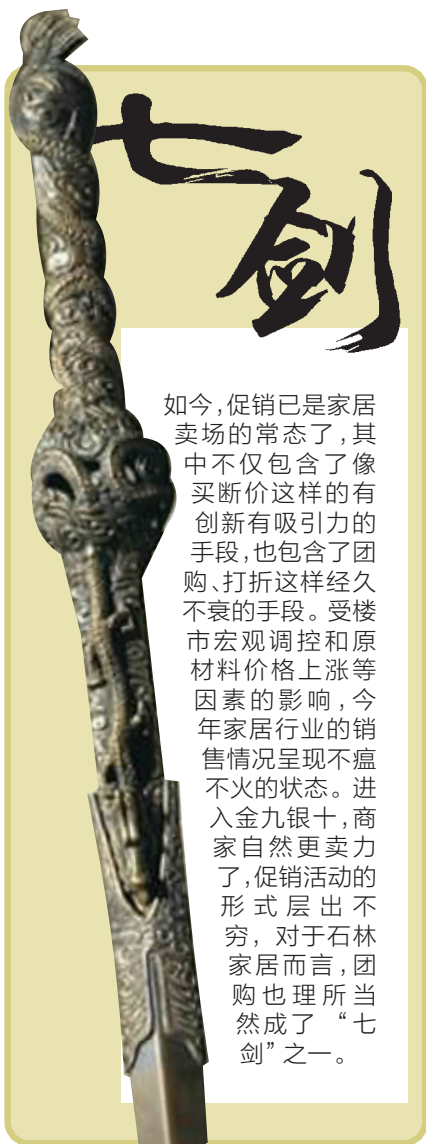 七剑
如今，促销已是家居
卖场的常态了，其
中不仅包含了像
买断价这样的有
创新有吸引力的
手段，也包含了团
购、打折这样经久
不衰的手段。受楼
市宏观调控和原
材料价格上涨等
因素的影响，今
年家居行业的销
售情况呈现不瘟
不火的状态。进
入金九银十，商
家自然更卖力
了，促销活动的
形式层出不
穷，对于石林
家居而言，团
购也理所当
然成了“七
剑”之一。